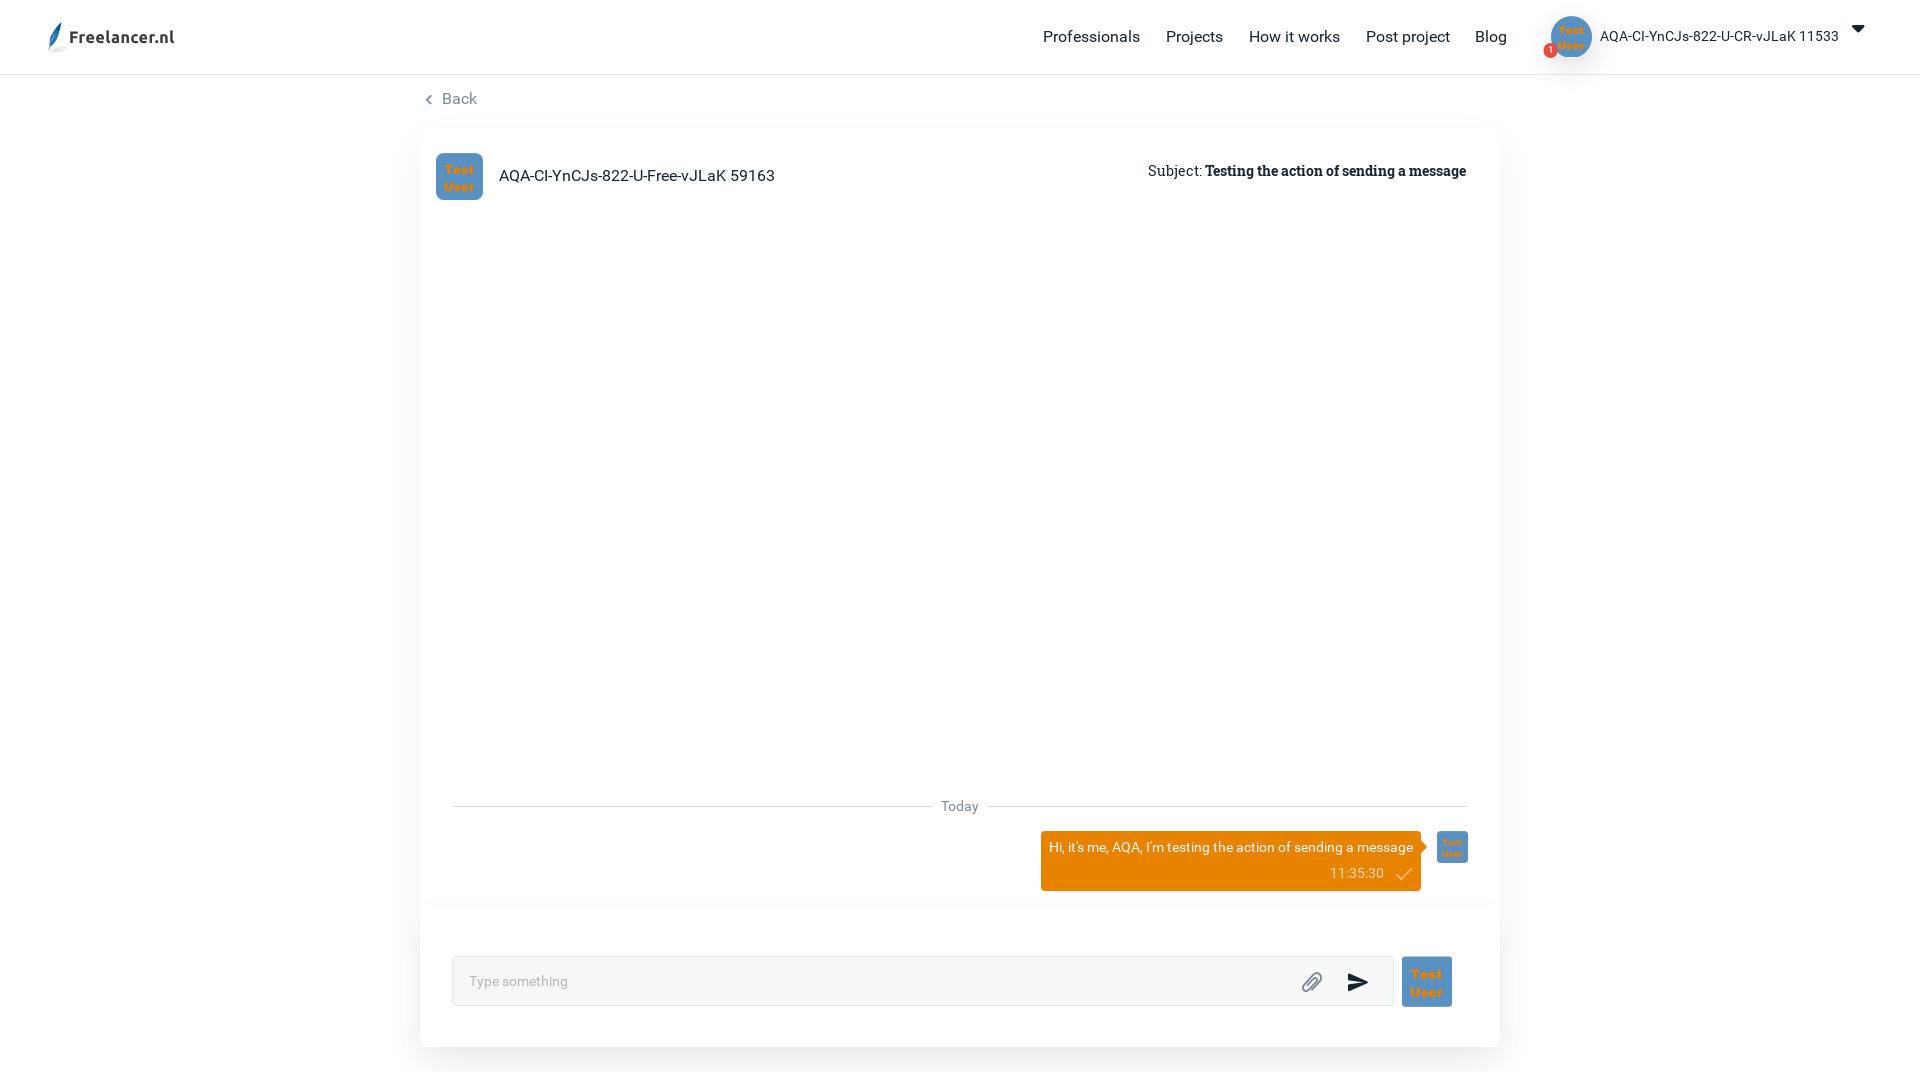 Freelancer.nl
Professionals Projects How it works Post project Blog
Test User
1
AQA-CI-YnCJs-822-U-CR-vJLaK 11533
Back
Test User
AQA-CI-YnCJs-822-U-Free-vJLaK 59163
Subject: Testing the action of sending a message
Today
Hi, it's me, AQA, I'm testing the action of sending a message
11:35:30
Test User
Type something
Test User